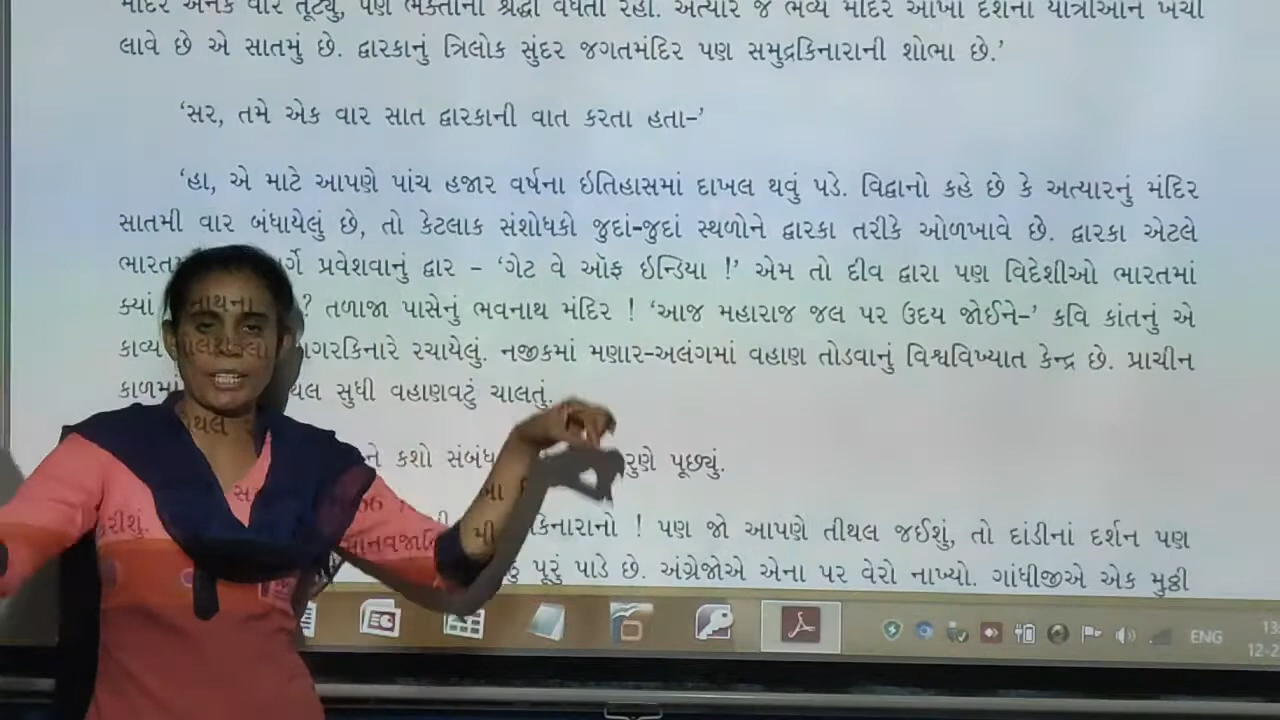 મંદિર અનેક વાર તૂટ્યું, પણ ભક્તોની શ્રદ્ધા વધતી રહી. અત્યારે જે ભવ્ય મંદિર આખા દેશના યાત્રીઓને ખેંચી
લાવે છે એ સાતમું છે. દ્વારકાનું ત્રિલોક સુંદર જગતમંદિર પણ સમુદ્રકિનારાની શોભા છે.’
‘સર, તમે એક વાર સાત દ્વારકાની વાત કરતા હતા–’
‘હા, એ માટે આપણે પાંચ હજાર વર્ષના ઇતિહાસમાં દાખલ થવું પડે. વિદ્વાનો કહે છે કે અત્યારનું મંદિર
સાતમી વાર બંધાયેલું છે, તો કેટલાક સંશોધકો જુદાં-જુદાં સ્થળોને દ્વારકા તરીકે ઓળખાવે છે. દ્વારકા એટલે
પ્રવેશવાનું દ્વાર – ‘ગેટ વે ઑફ ઇન્ડિયા !’ એમ તો દીવ દ્વારા પણ વિદેશીઓ ભારતમાં
ક્યાં ? તળાજા પાસેનું ભવનાથ મંદિર ! ‘આજ મહારાજ જલ પર ઉદય જોઈને–’ કવિ કાંતનું એ
કાવ્ય રચાયેલું. નજીકમાં મણાર-અલંગમાં વહાણ તોડવાનું વિશ્વવિખ્યાત કેન્દ્ર છે. પ્રાચીન
કાળમાં સુધી વહાણવટું ચાલતું.
કશો પૂછ્યું.
! પણ જો આપણે તીથલ જઈશું, તો દાંડીનાં દર્શન પણ
રીશું.
પૂરું પાડે છે. અંગ્રેજોએ એના પર વેરો નાખ્યો. ગાંધીજીએ એક મુઠ્ઠી
ENG